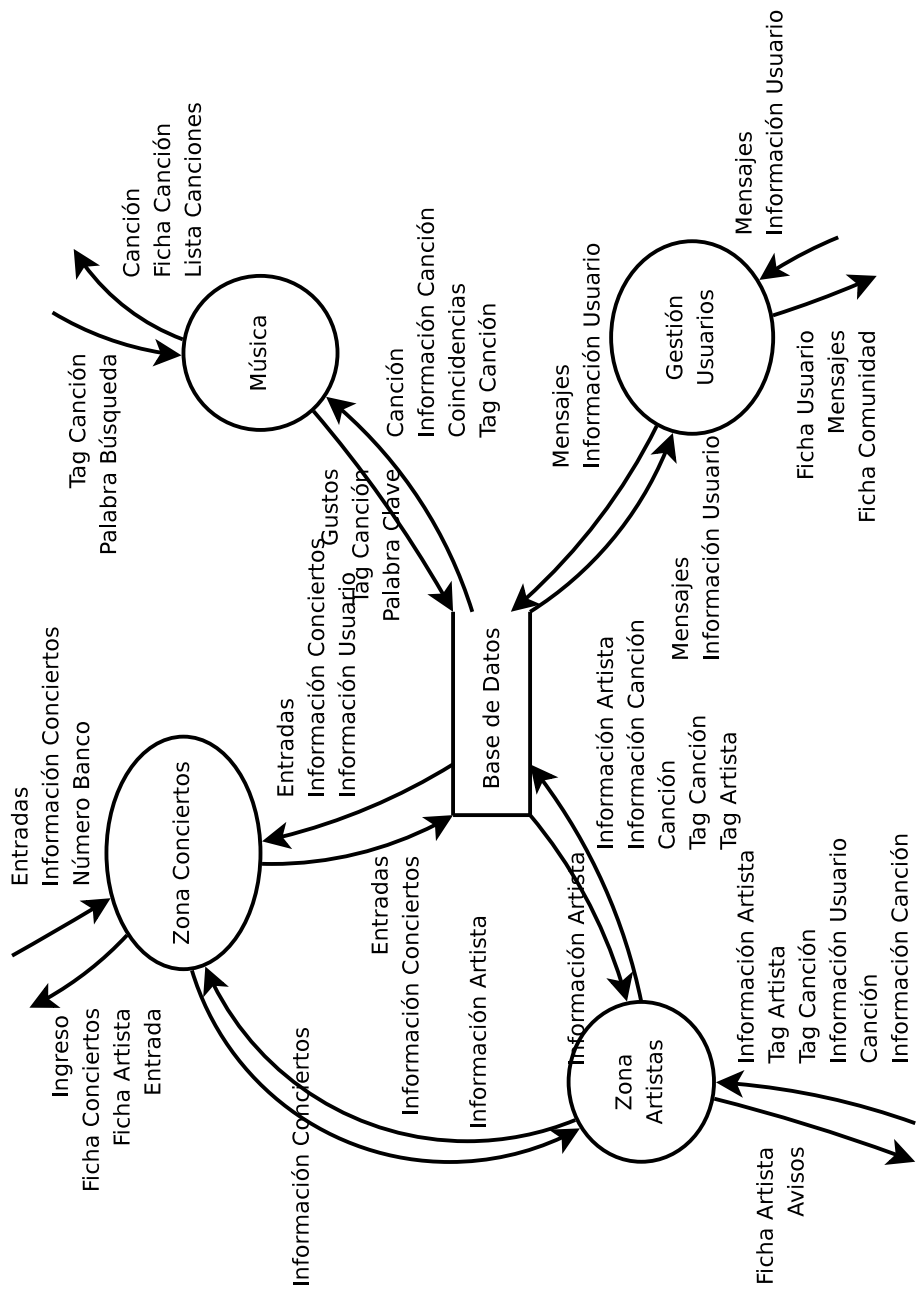 Entradas
Información Conciertos
Número Banco
Ingreso
Ficha Conciertos
Ficha Artista
Entrada
Zona Conciertos
Tag Canción
Palabra Búsqueda
Canción
Ficha Canción
Lista Canciones
Música
Entradas
Información Conciertos
Información Usuario
Gustos
Tag Canción
Palabra Clave
Canción
Información Canción
Coincidencias
Tag Canción
Información Conciertos
Entradas
Información Conciertos
Información Artista
Base de Datos
Mensajes
Información Usuario
Información Artista
Información Artista
Información Canción
Canción
Tag Canción
Tag Artista
Mensajes
Información Usuario
Gestión
Usuarios
Mensajes
Información Usuario
Zona
Artistas
Información Artista
Tag Artista
Tag Canción
Información Usuario
Canción
Información Canción
Ficha Artista
Avisos
Ficha Usuario
Mensajes
Ficha Comunidad